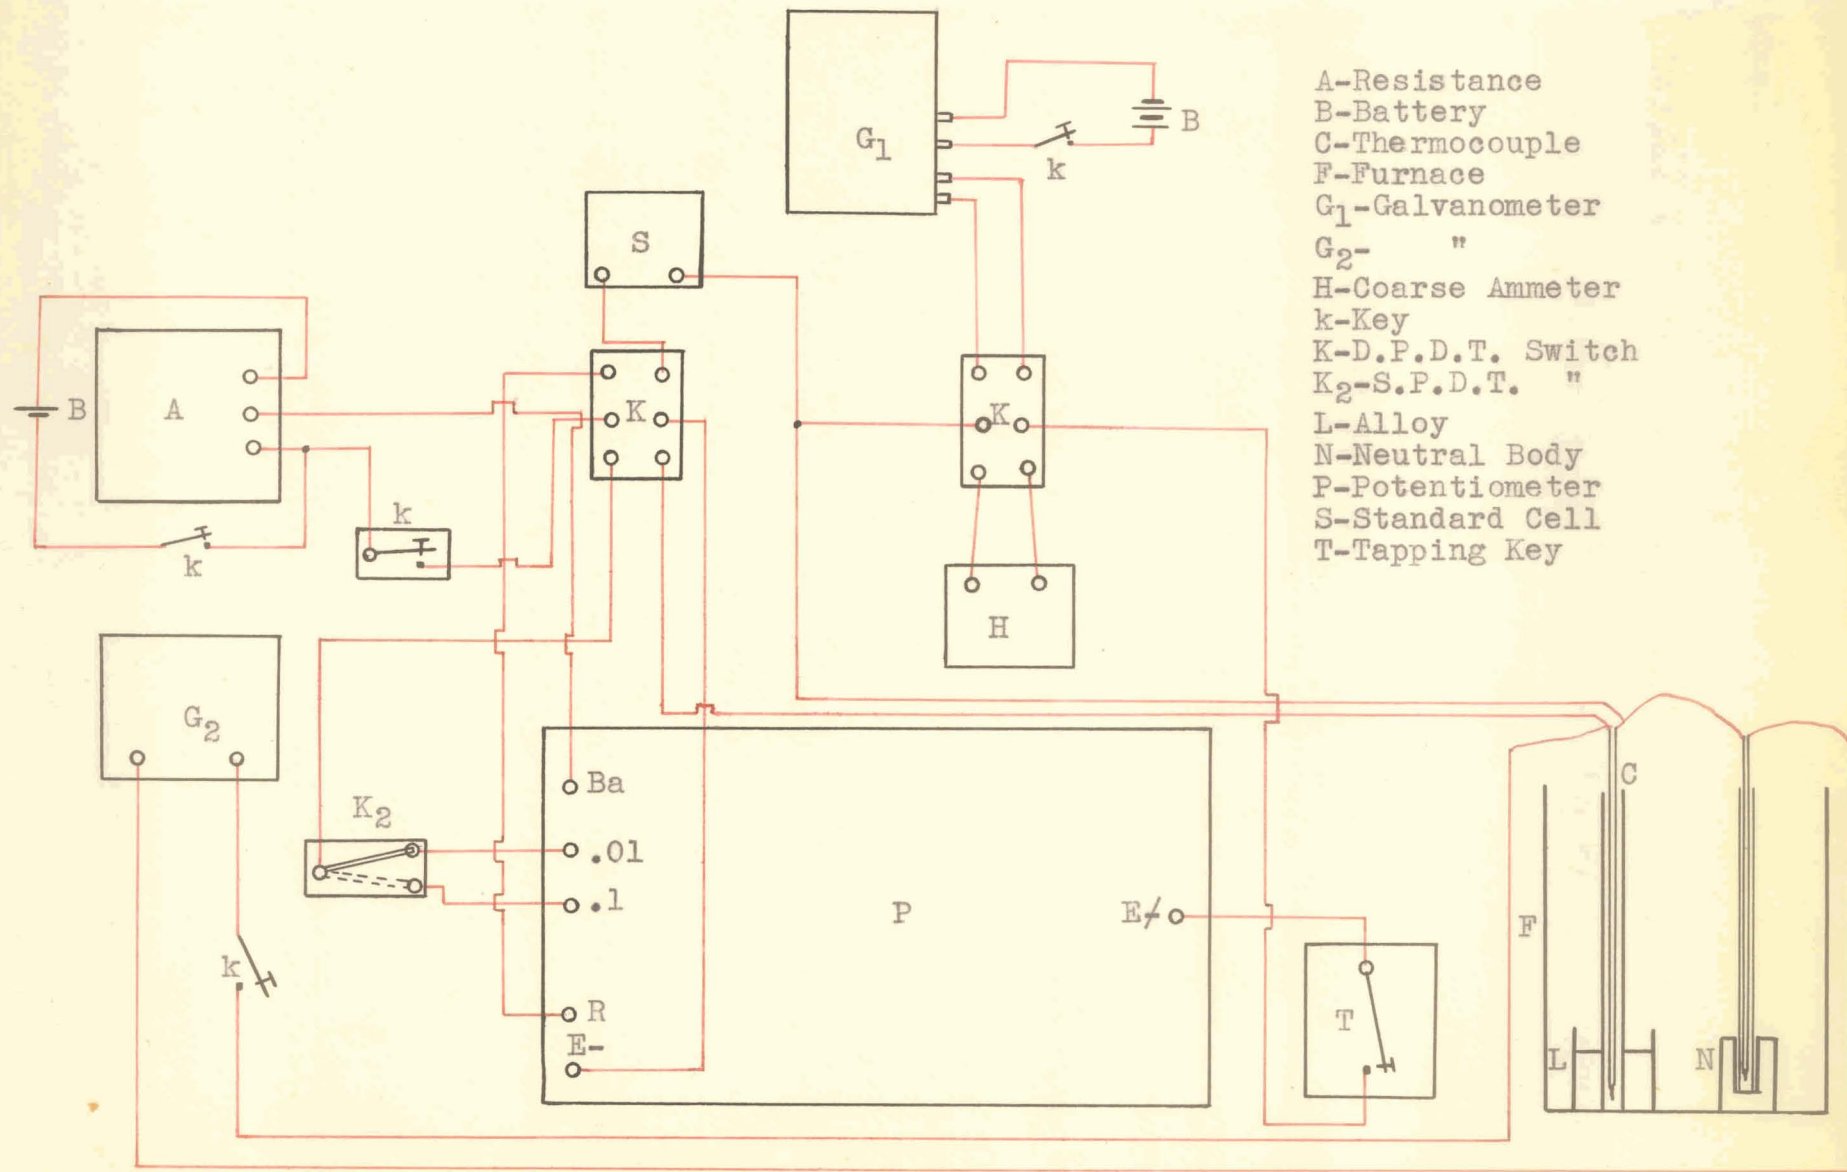 A-Resistance
B-Battery
C-Thermocouple
F-Furnace
G1-Galvanometer
G2- "
H-Coarse Ammeter
k-Key
K-D.P.D.T. Switch
K2-S.P.D.T. "
L-Alloy
N-Neutral Body
P-Potentiometer
S-Standard Cell
T-Tapping Key
G1
B
k
S
B
A
K
K
k
k
H
G2
C
Ba
K2
.01
.1
P
E/
F
k
R
T
E-
L
N